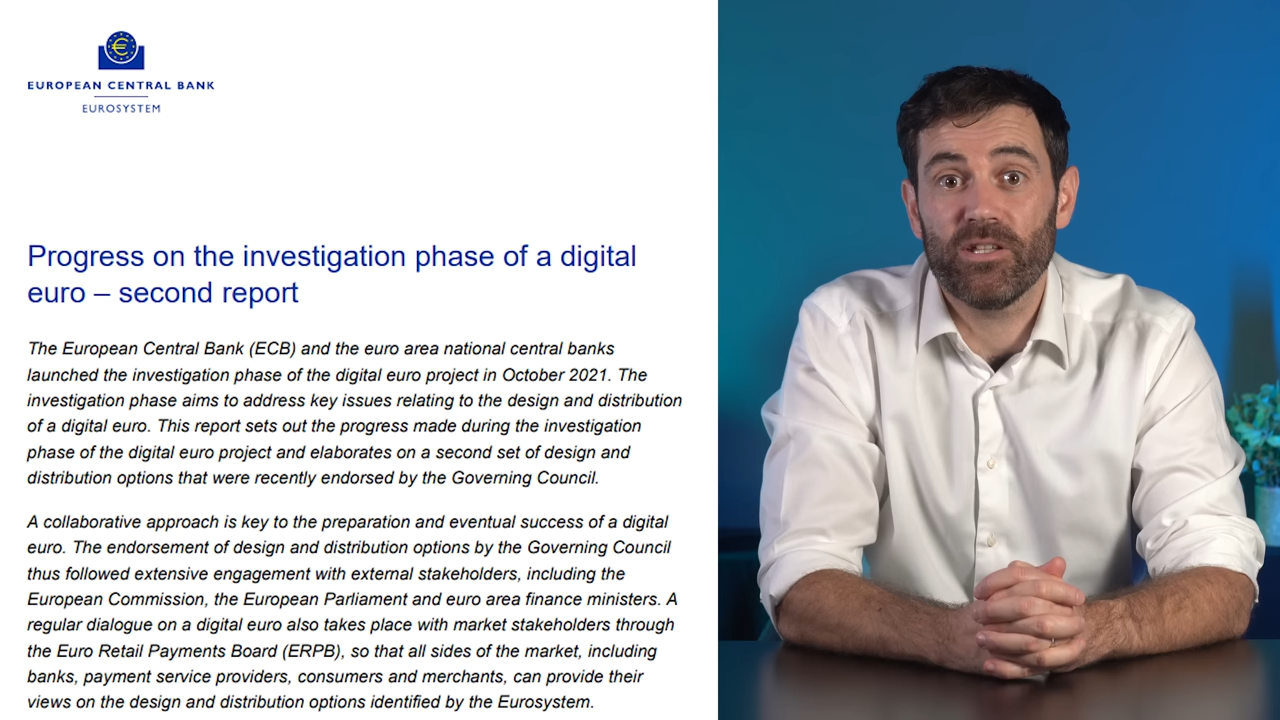 EUROPEAN CENTRAL BANK
EUROSYSTEM
Progress on the investigation phase of a digital
euro – second report
The European Central Bank (ECB) and the euro area national central banks
launched the investigation phase of the digital euro project in October 2021. The
investigation phase aims to address key issues relating to the design and distribution
of a digital euro. This report sets out the progress made during the investigation
phase of the digital euro project and elaborates on a second set of design and
distribution options that were recently endorsed by the Governing Council.
A collaborative approach is key to the preparation and eventual success of a digital
euro. The endorsement of design and distribution options by the Governing Council
thus followed extensive engagement with external stakeholders, including the
European Commission, the European Parliament and euro area finance ministers. A
regular dialogue on a digital euro also takes place with market stakeholders through
the Euro Retail Payments Board (ERPB), so that all sides of the market, including
banks, payment service providers, consumers and merchants, can provide their
views on the design and distribution options identified by the Eurosystem.